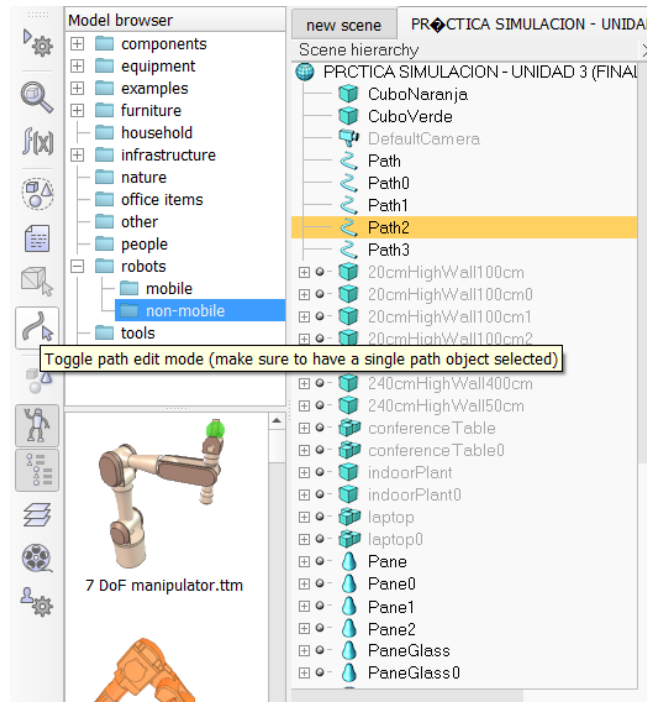 Model browser
components
equipment
examples
furniture
household
infrastructure
nature
office items
other
people
robots
mobile
non-mobile
tools
Toggle path edit mode (make sure to have a single path object selected)
7 DoF manipulator.ttm
f(x)
new scene
PR�CTICA SIMULACION - UNIDA
Scene hierarchy
PRCTICA SIMULACION - UNIDAD 3 (FINAL
CuboNaranja
CuboVerde
DefaultCamera
Path
Path0
Path1
Path2
Path3
20cmHighWall100cm
20cmHighWall100cm0
20cmHighWall100cm1
20cmHighWall100cm2
240cmHighWall400cm
240cmHighWall50cm
conferenceTable
conferenceTable0
indoorPlant
indoorPlant0
laptop
laptop0
Pane
Pane0
Pane1
Pane2
PaneGlass
PaneGlass0